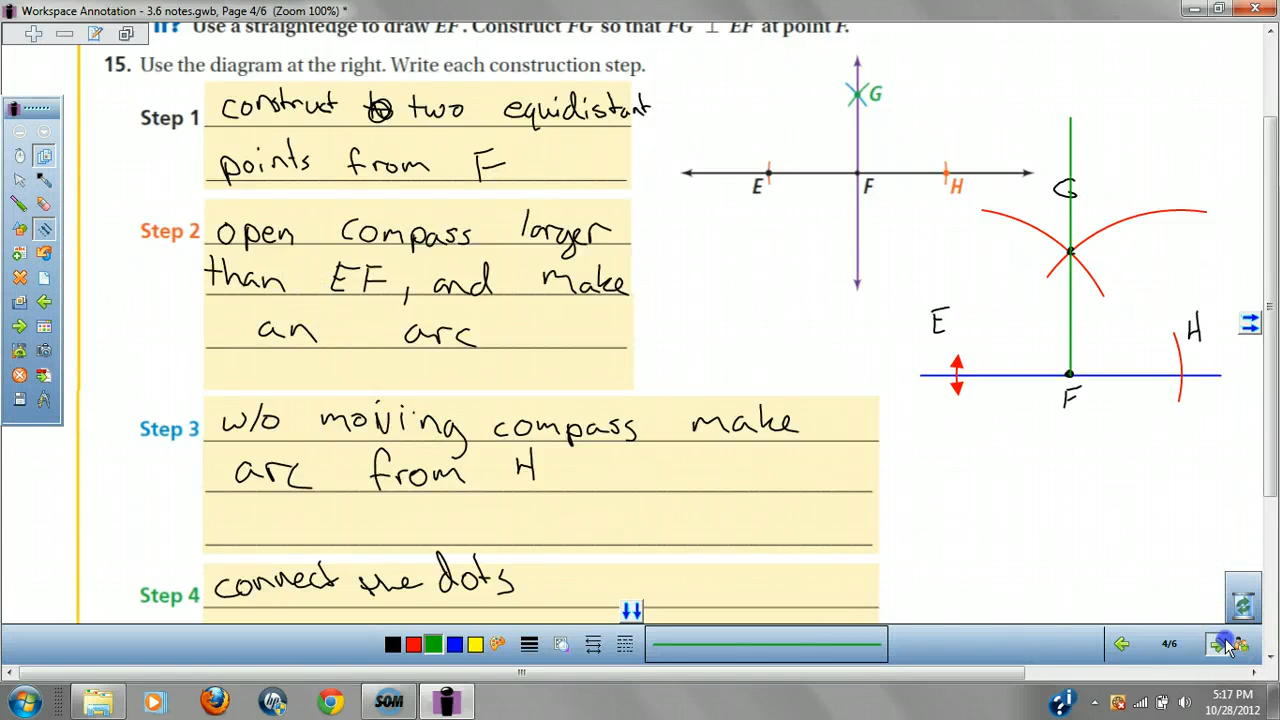 Workspace Annotation - 3.6 notes.gwb, Page 4/6 (Zoom 100%) *
Use a straightedge to draw EF. Construct FG so that FG ⊥ EF at point F.
15. Use the diagram at the right. Write each construction step.
Step 1 construct two equidistant
points from F
Step 2 open compass larger
than EF, and make
an arc
Step 3 w/o moving compass make
arc from H
Step 4 connect the dots
G
E F H
G
E H
F
4/6
SOM
5:17 PM
10/28/2012